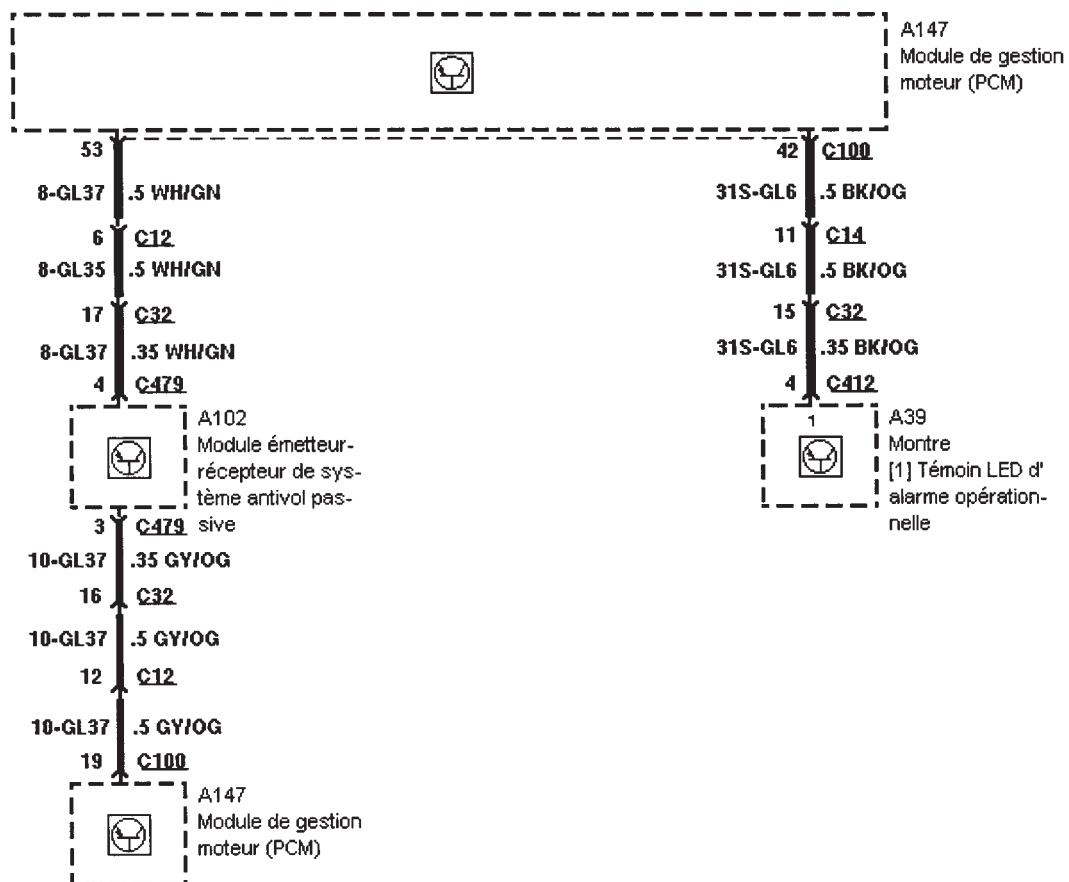 A147
Module de gestion
moteur (PCM)
53
42 C100
8-GL37 .5 WH/GN
31S-GL6 .5 BK/OG
6 C12
11 C14
8-GL35 .5 WH/GN
31S-GL6 .5 BK/OG
17 C32
15 C32
8-GL37 .35 WH/GN
31S-GL6 .35 BK/OG
4 C479
4 C412
A102
Module émetteur-
récepteur de sys-
tème antivol pas-
sive
1
A39
Montre
[1] Témoin LED d'
alarme opération-
nelle
3 C479
10-GL37 .35 GY/OG
16 C32
10-GL37 .5 GY/OG
12 C12
10-GL37 .5 GY/OG
19 C100
A147
Module de gestion
moteur (PCM)